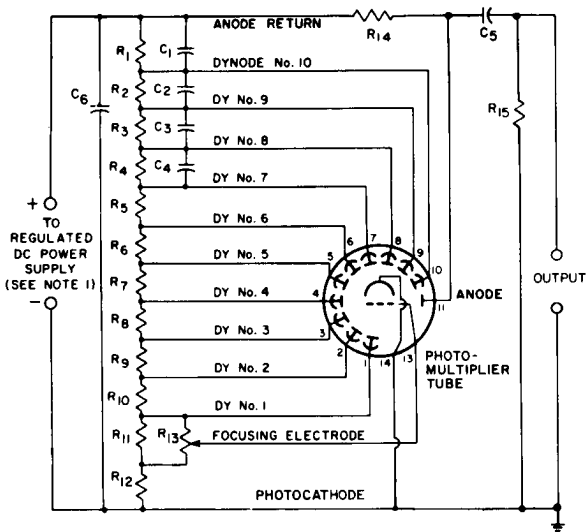 ANODE RETURN
R14
C5
R1
C1
DYNODE No. 10
C6
R2
C2
DY No. 9
R15
R3
C3
DY No. 8
R4
C4
DY No. 7
R5
+
TO
REGULATED
DC POWER
SUPPLY
(SEE NOTE 1)
-
DY No. 6
R6
DY No. 5
R7
DY No. 4
R8
DY No. 3
R9
DY No. 2
R10
DY No. 1
R11
R13
FOCUSING ELECTRODE
R12
PHOTOCATHODE
5
6
7
8
9
10
4
11
ANODE
3
2
1
14
13
PHOTO-
MULTIPLIER
TUBE
OUTPUT